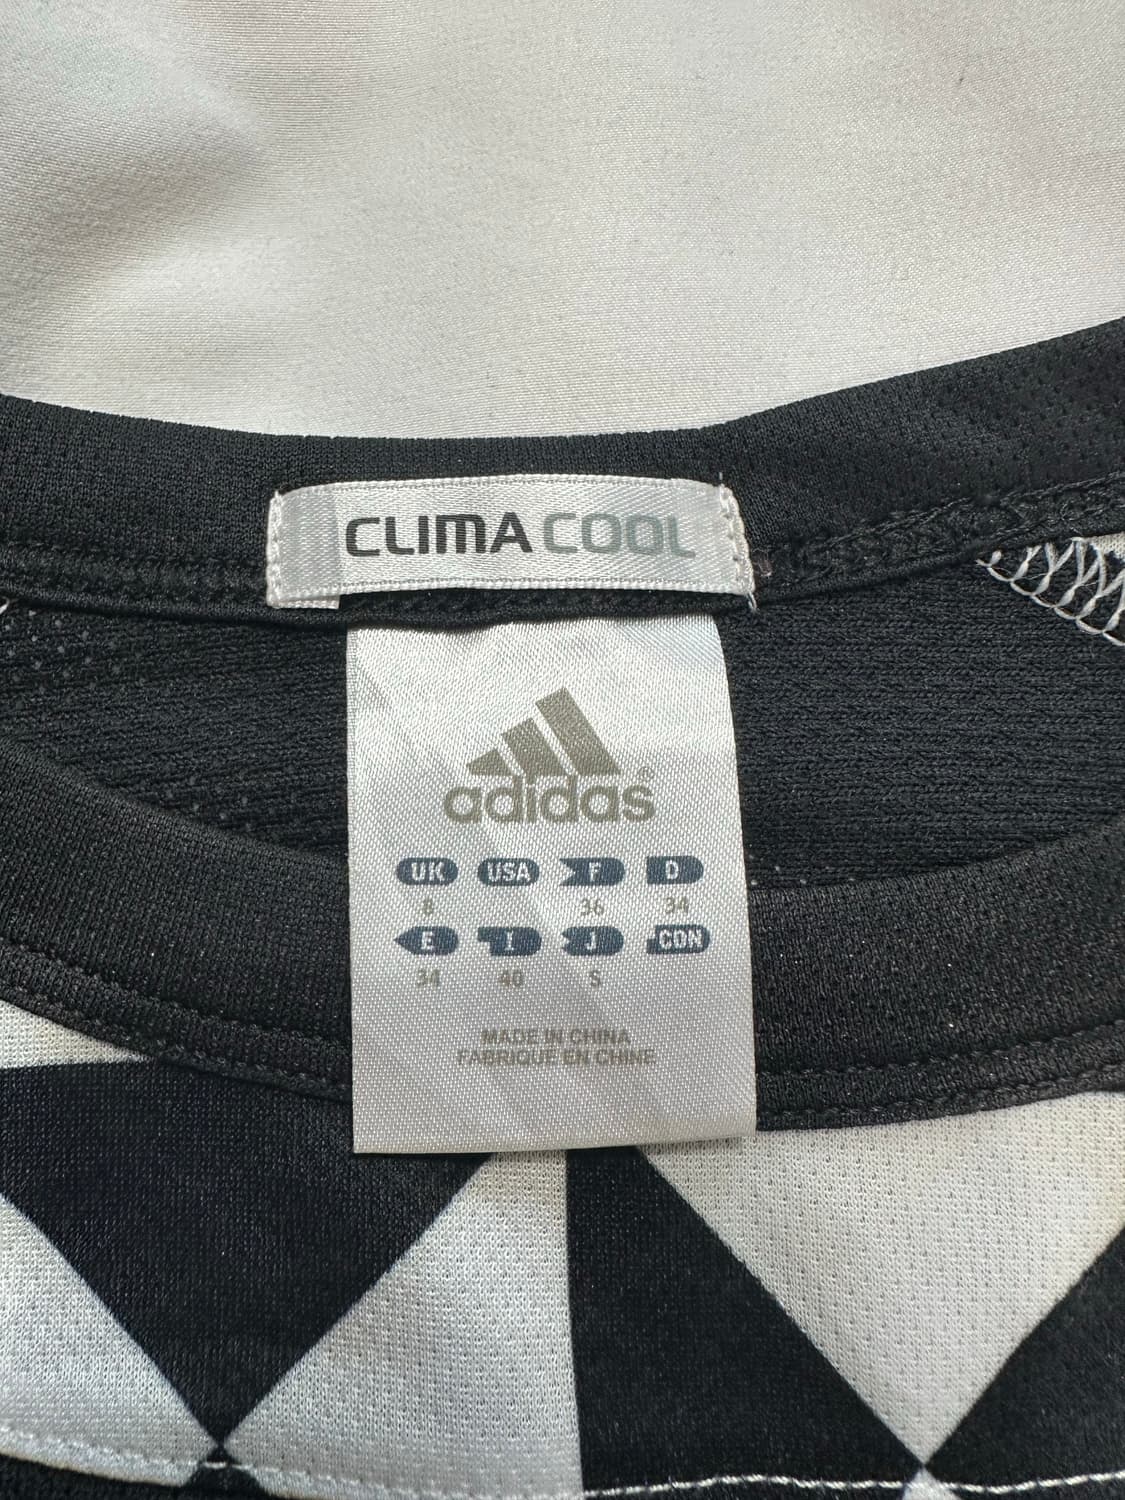 CLIMACOOL
adidas®
UK USA F D
8 36 34
E I J CDN
34 40 S
MADE IN CHINA
FABRIQUE EN CHINE